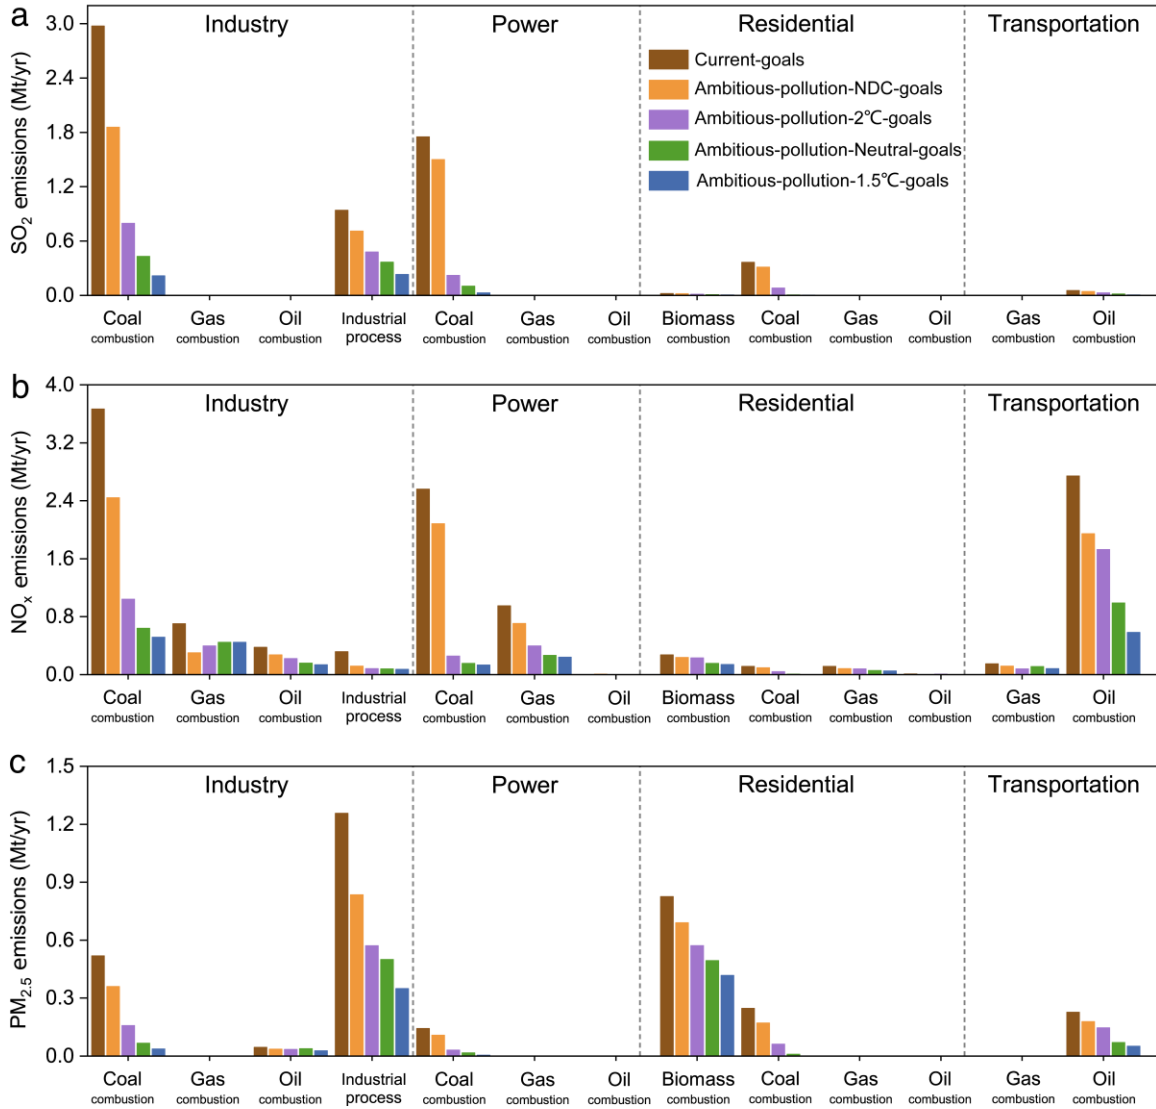 a
Industry Power Residential Transportation
SO2 emissions (Mt/yr)
3.0
2.4
1.8
1.2
0.6
0.0
Current-goals
Ambitious-pollution-NDC-goals
Ambitious-pollution-2℃-goals
Ambitious-pollution-Neutral-goals
Ambitious-pollution-1.5℃-goals
Coal Gas Oil Industrial Coal Gas Oil Biomass Coal Gas Oil Gas Oil
combustion combustion combustion process combustion combustion combustion combustion combustion combustion combustion combustion combustion
b
Industry Power Residential Transportation
NOx emissions (Mt/yr)
4.0
3.2
2.4
1.6
0.8
0.0
Coal Gas Oil Industrial Coal Gas Oil Biomass Coal Gas Oil Gas Oil
combustion combustion combustion process combustion combustion combustion combustion combustion combustion combustion combustion combustion
c
Industry Power Residential Transportation
PM2.5 emissions (Mt/yr)
1.5
1.2
0.9
0.6
0.3
0.0
Coal Gas Oil Industrial Coal Gas Oil Biomass Coal Gas Oil Gas Oil
combustion combustion combustion process combustion combustion combustion combustion combustion combustion combustion combustion combustion